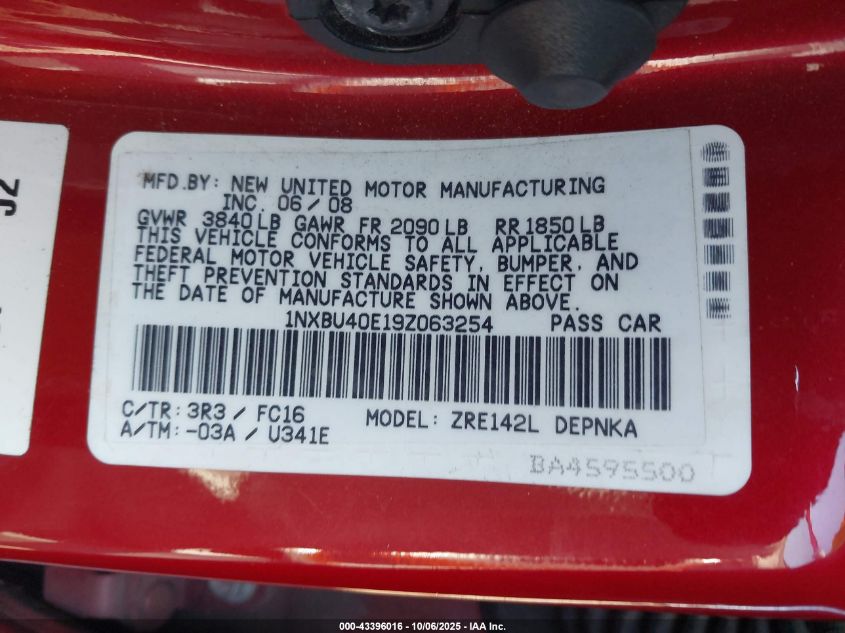 J2
MFD.BY: NEW UNITED MOTOR MANUFACTURING
INC. 06/08
GVWR 3840LB GAWR FR 2090LB RR 1850LB
THIS VEHICLE CONFORMS TO ALL APPLICABLE
FEDERAL MOTOR VEHICLE SAFETY, BUMPER, AND
THEFT PREVENTION STANDARDS IN EFFECT ON
THE DATE OF MANUFACTURE SHOWN ABOVE.
1NXBU40E19Z063254 PASS CAR
C/TR: 3R3 / FC16 MODEL: ZRE142L DEPNKA
A/TM: -03A / U341E
BA4595500
000-43396016 - 10/06/2025 - IAA Inc.